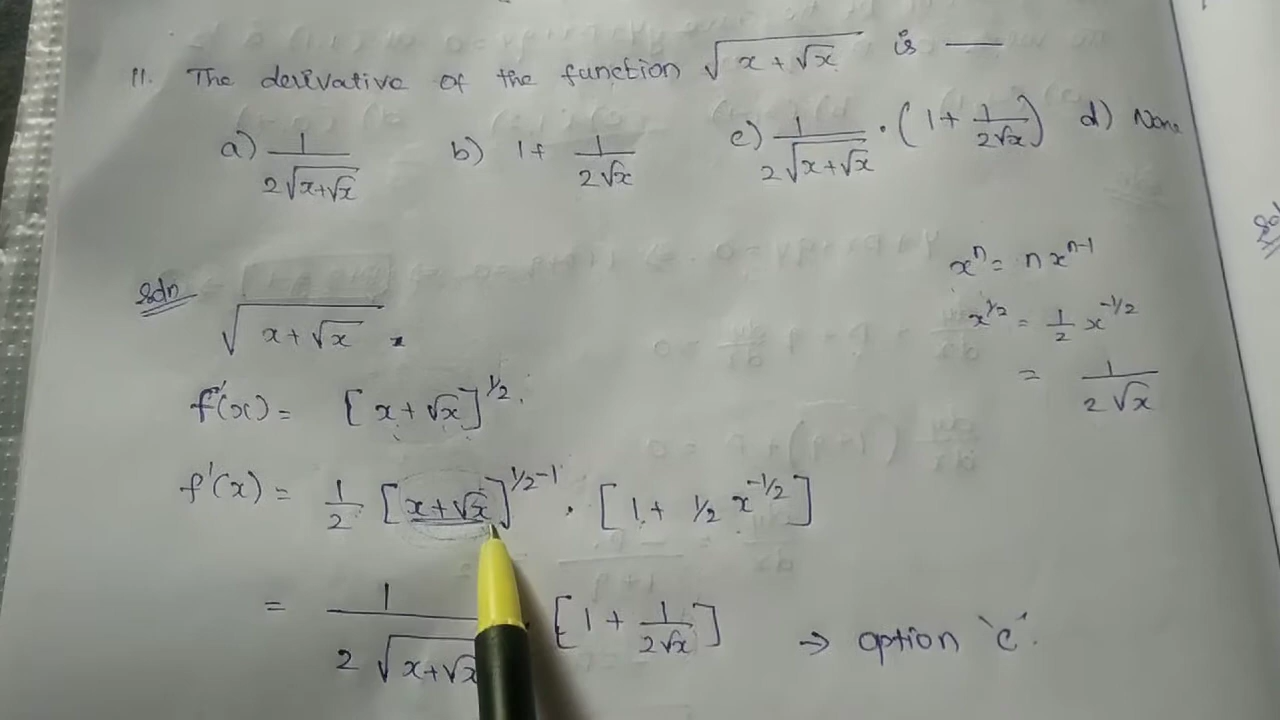 11. The derivative of the function √(x + √x) is —
a) 1/(2√(x+√x)) b) 1+ 1/(2√x) c) 1/(2√(x+√x)) · (1+ 1/(2√x)) d) None
Soln √(x + √x) .
xⁿ = n xⁿ⁻¹
x^1/2 = 1/2 x^-1/2
= 1/(2√x)
f'(x) = [x + √x]^1/2 .
f'(x) = 1/2 [x + √x]^1/2-1 . [1 + 1/2 x^-1/2]
= 1/(2√(x+√x)) [1 + 1/(2√x)] → option 'c'.